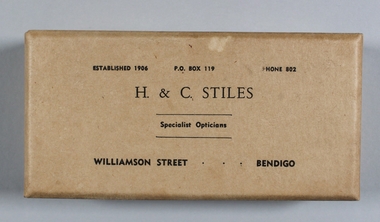 ESTABLISHED 1906 P.O. BOX 119 PHONE 802
H. & C. STILES
Specialist Opticians
WILLIAMSON STREET . . . BENDIGO